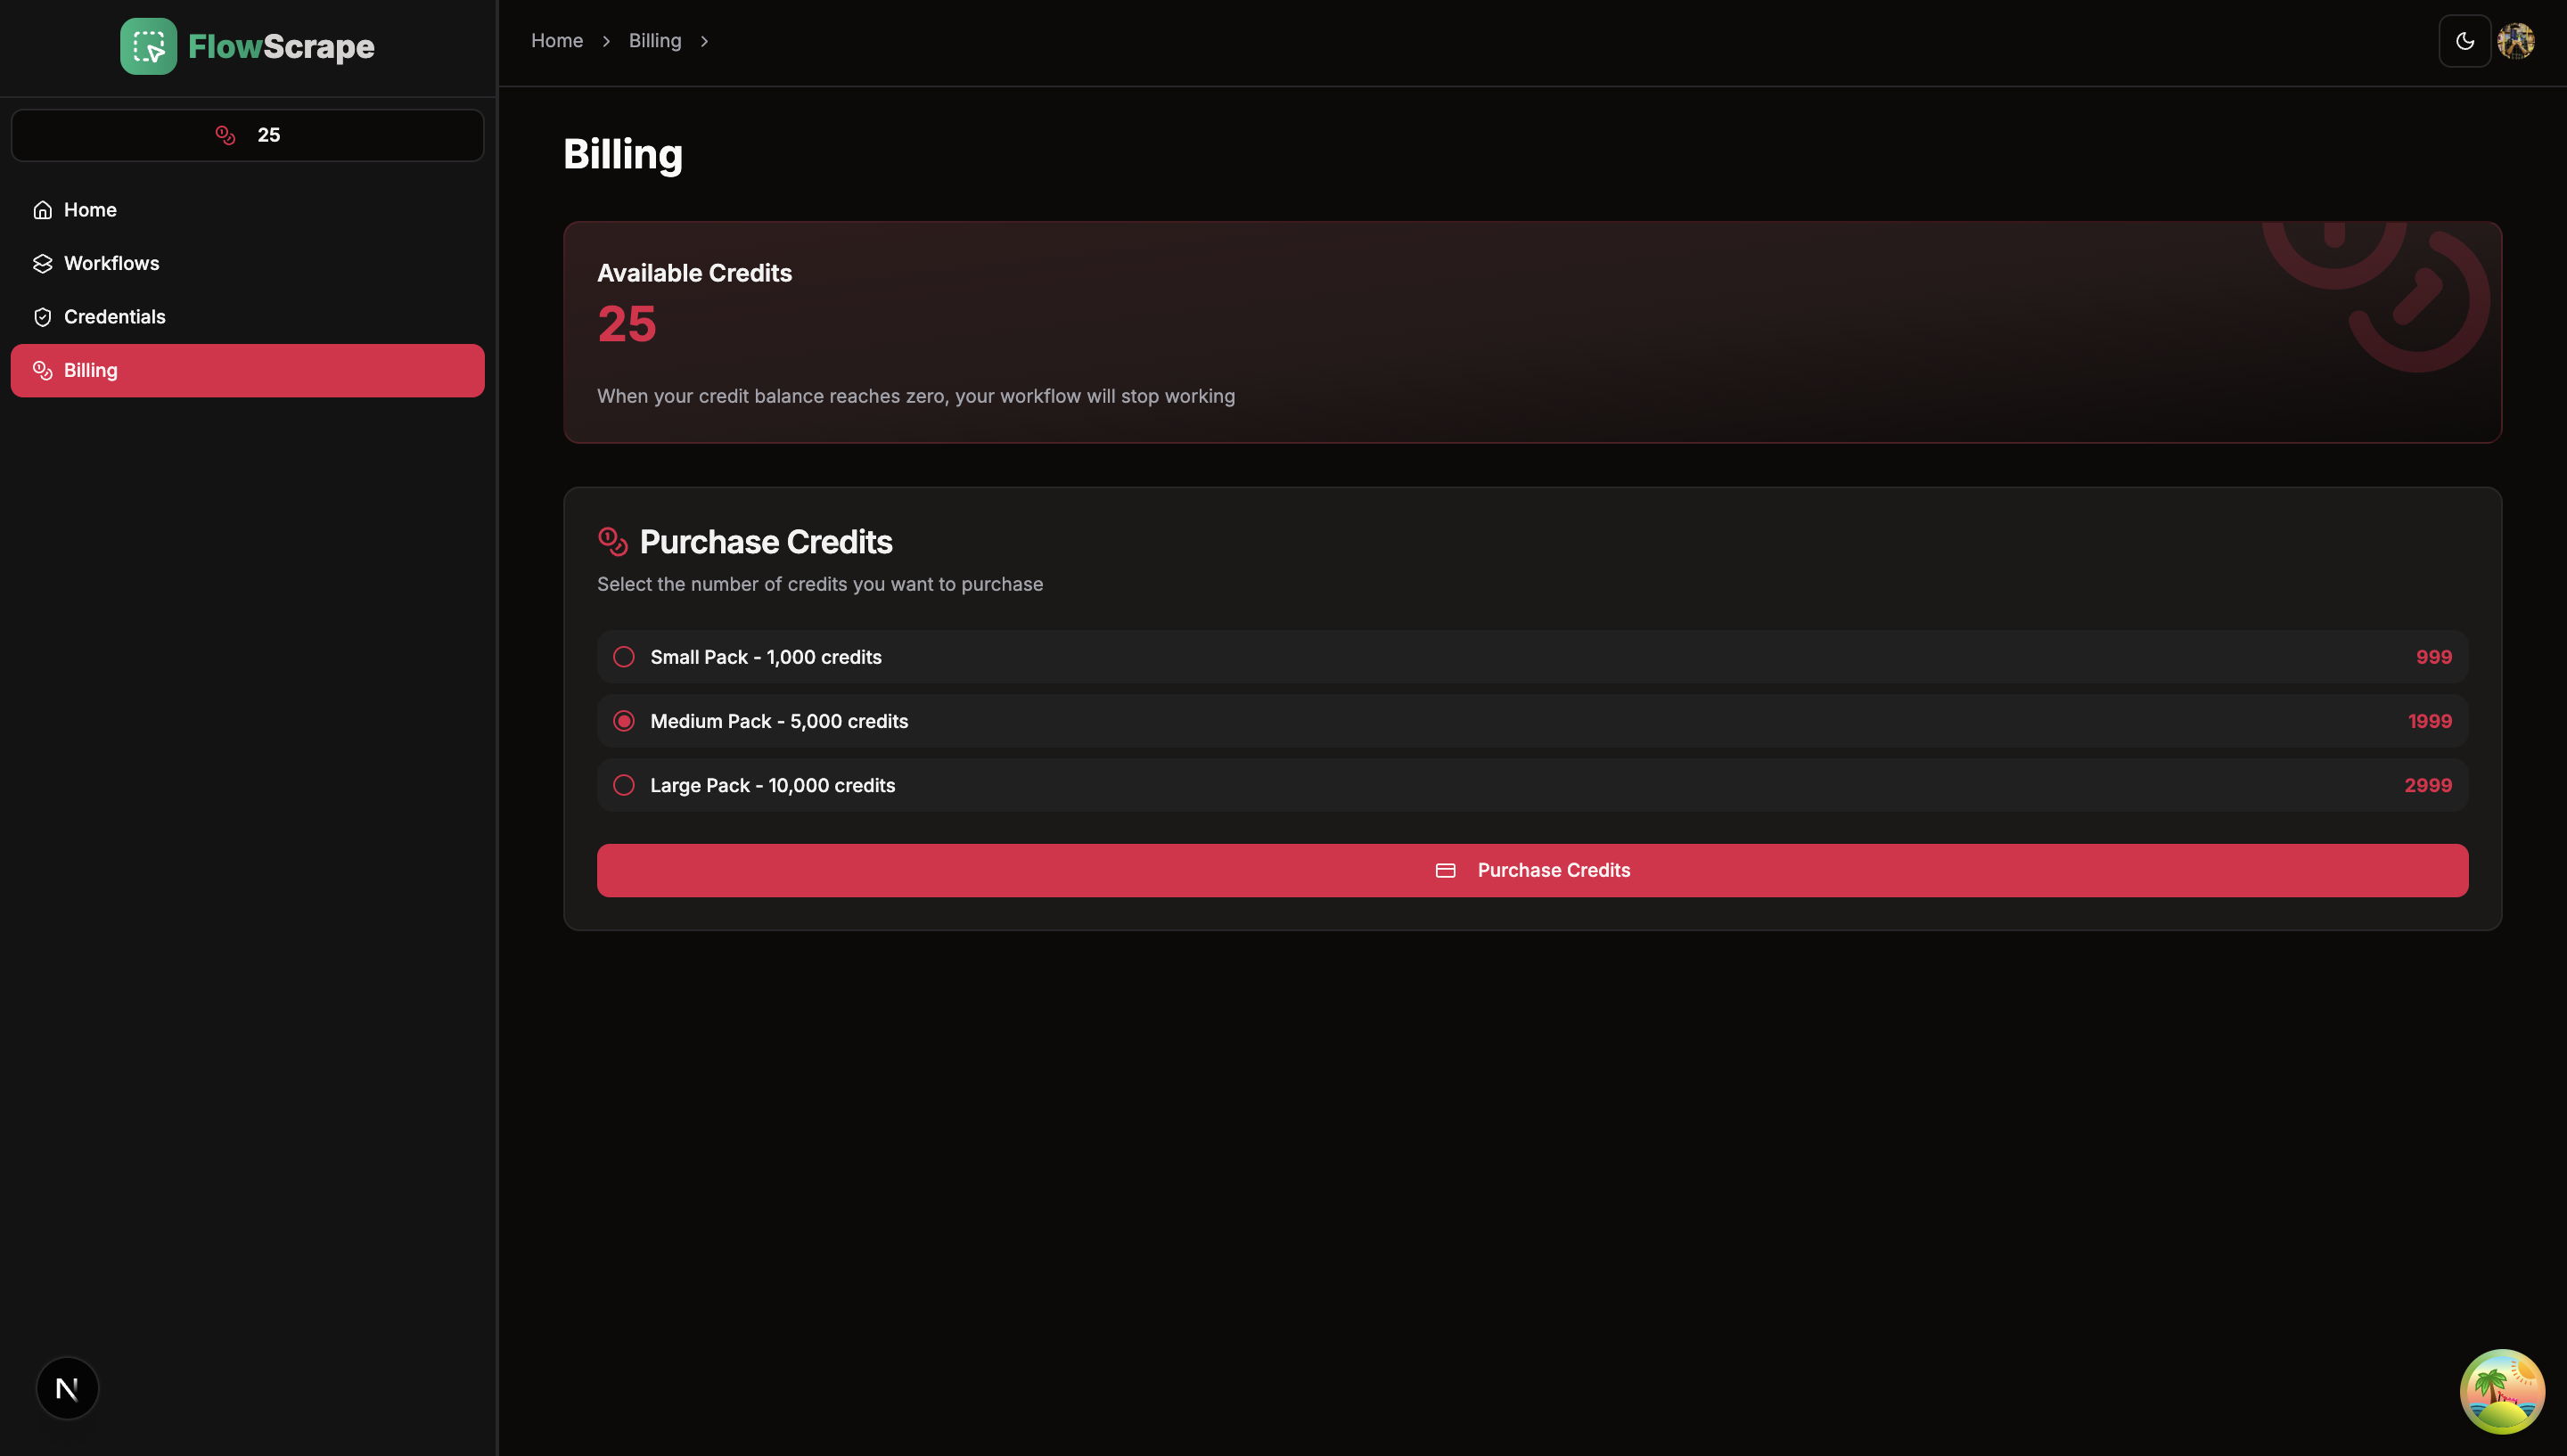 FlowScrape
25
Home
Workflows
Credentials
Billing
Home > Billing >
Billing
Available Credits
25
When your credit balance reaches zero, your workflow will stop working
Purchase Credits
Select the number of credits you want to purchase
Small Pack - 1,000 credits 999
Medium Pack - 5,000 credits 1999
Large Pack - 10,000 credits 2999
Purchase Credits
N